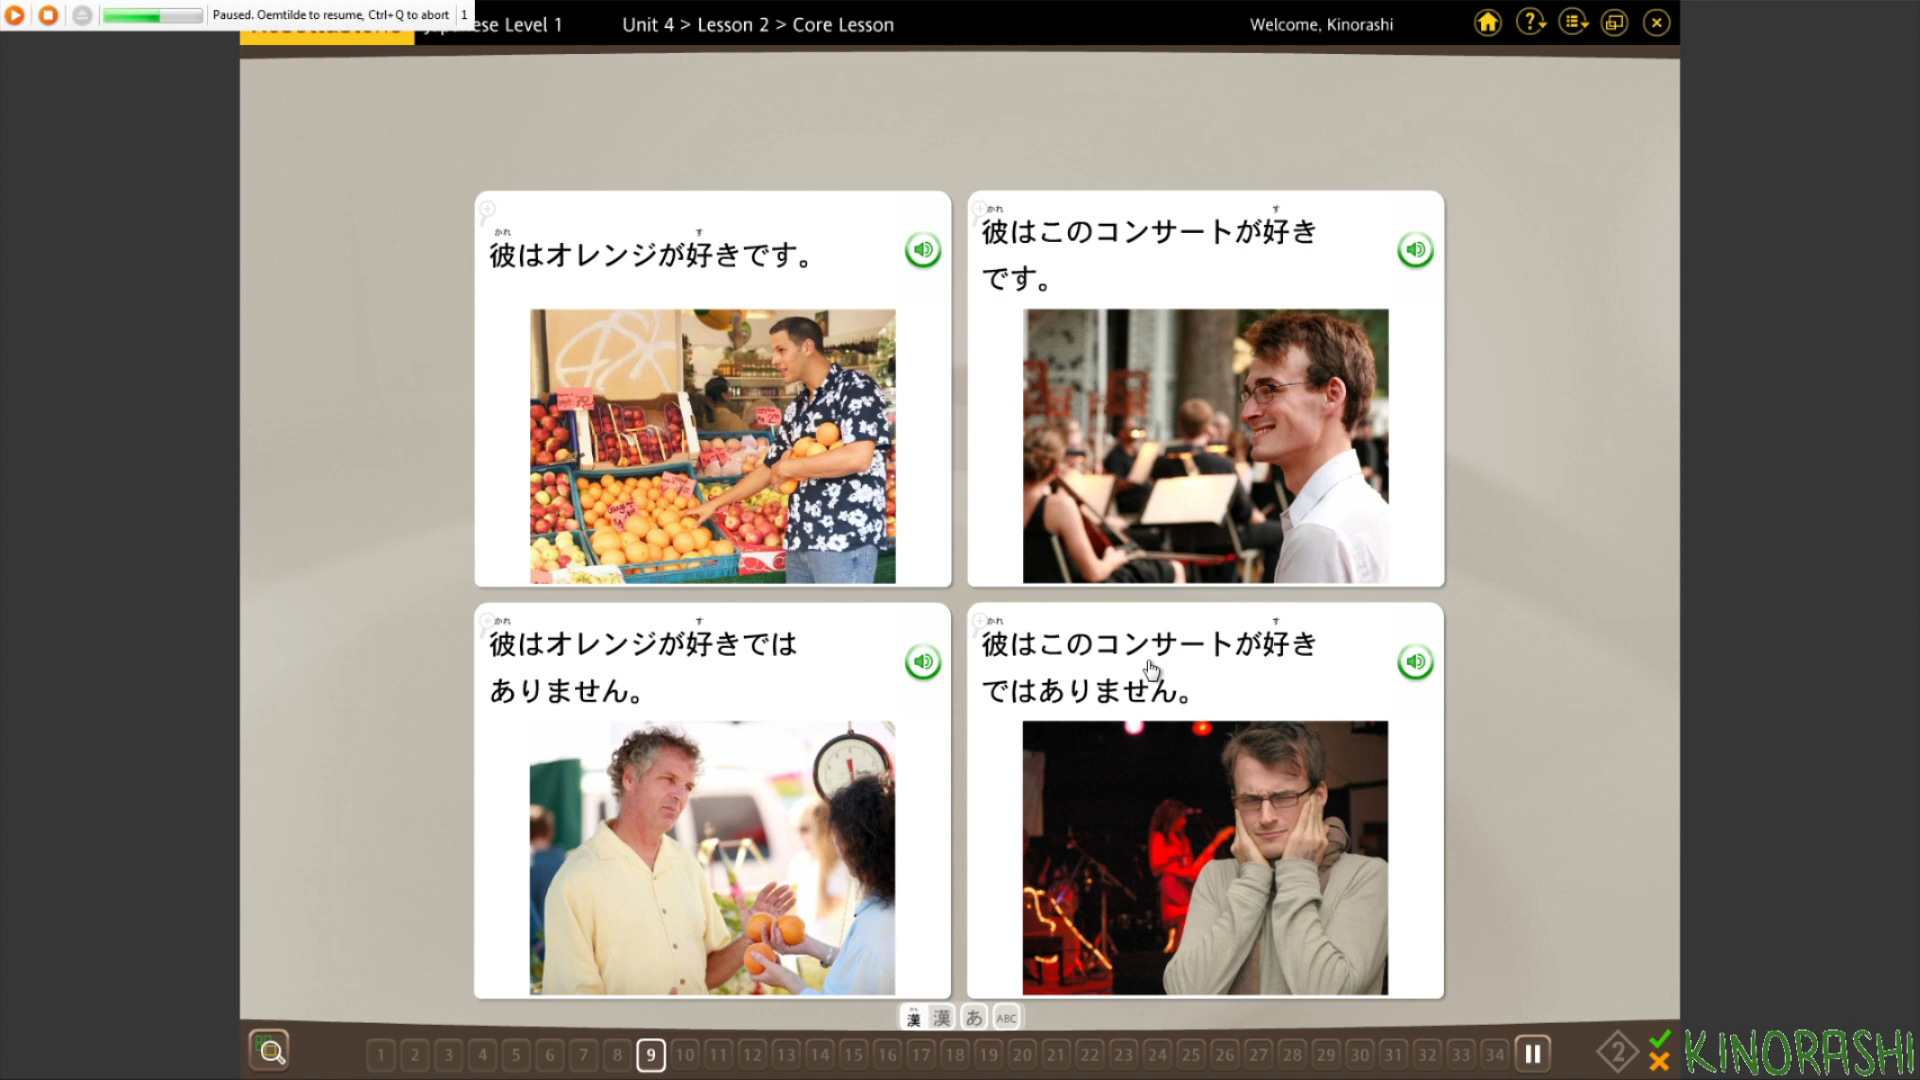 Paused. Oemtilde to resume, Ctrl+Q to abort 1
ese Level 1
Unit 4 > Lesson 2 > Core Lesson
Welcome, Kinorashi
かれ す
彼はオレンジが好きです。
かれ す
彼はこのコンサートが好き
です。
かれ す
彼はオレンジが好きでは
ありません。
かれ す
彼はこのコンサートが好き
ではありません。
かん
漢 漢 あ ABC
1 2 3 4 5 6 7 8 9 10 11 12 13 14 15 16 17 18 19 20 21 22 23 24 25 26 27 28 29 30 31 32 33 34
2
KINORASHI